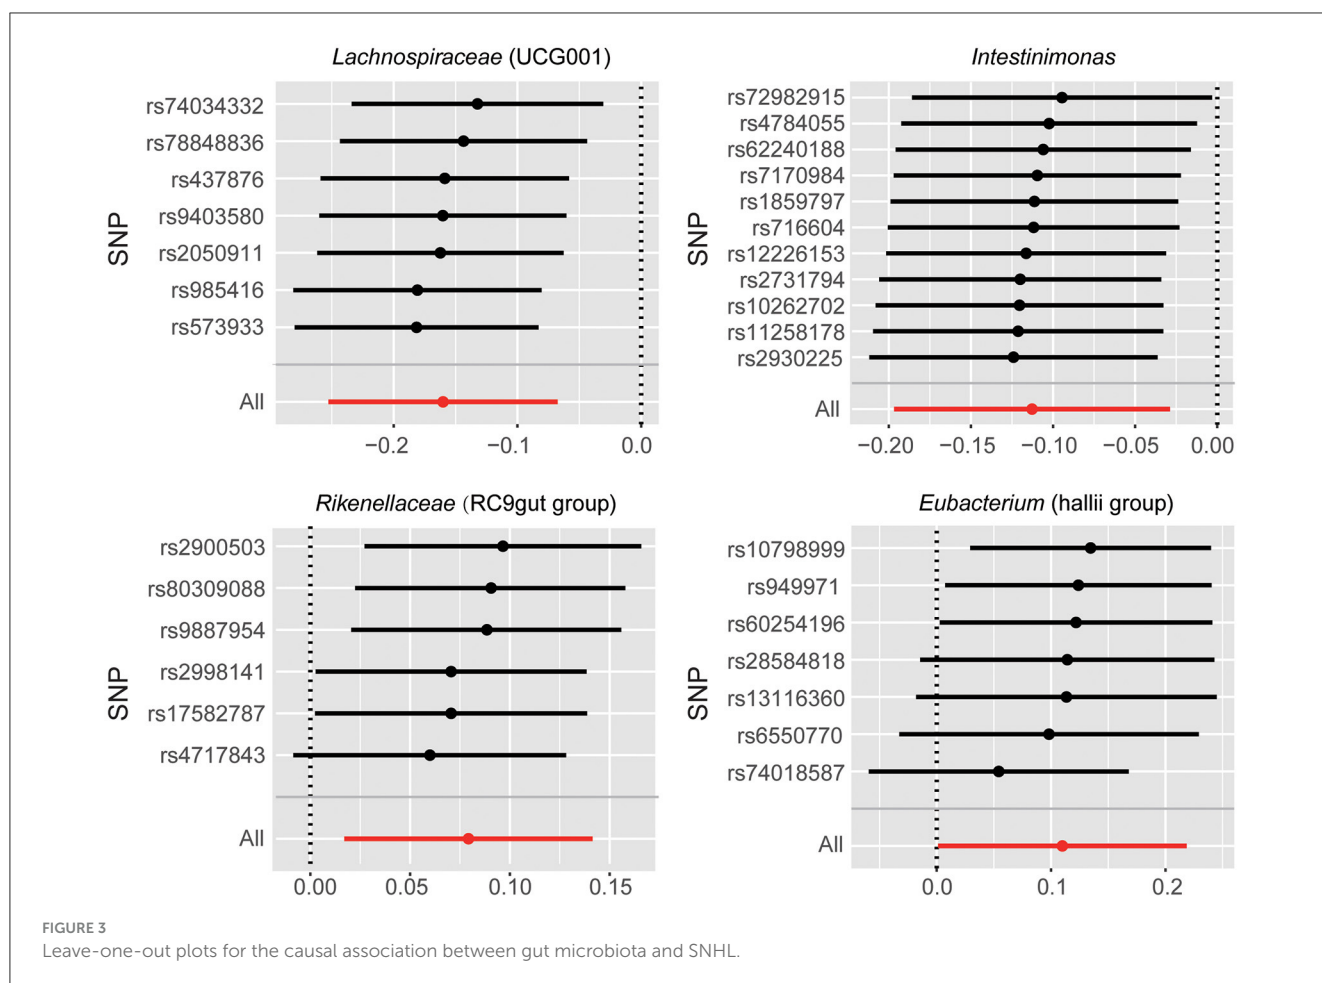 Lachnospiraceae (UCG001)
SNP
rs74034332
rs78848836
rs437876
rs9403580
rs2050911
rs985416
rs573933
All
−0.2 −0.1 0.0
Intestinimonas
SNP
rs72982915
rs4784055
rs62240188
rs7170984
rs1859797
rs716604
rs12226153
rs2731794
rs10262702
rs11258178
rs2930225
All
−0.20 −0.15 −0.10 −0.05 0.00
Rikenellaceae (RC9gut group)
SNP
rs2900503
rs80309088
rs9887954
rs2998141
rs17582787
rs4717843
All
0.00 0.05 0.10 0.15
Eubacterium (hallii group)
SNP
rs10798999
rs949971
rs60254196
rs28584818
rs13116360
rs6550770
rs74018587
All
0.0 0.1 0.2
FIGURE 3
Leave-one-out plots for the causal association between gut microbiota and SNHL.